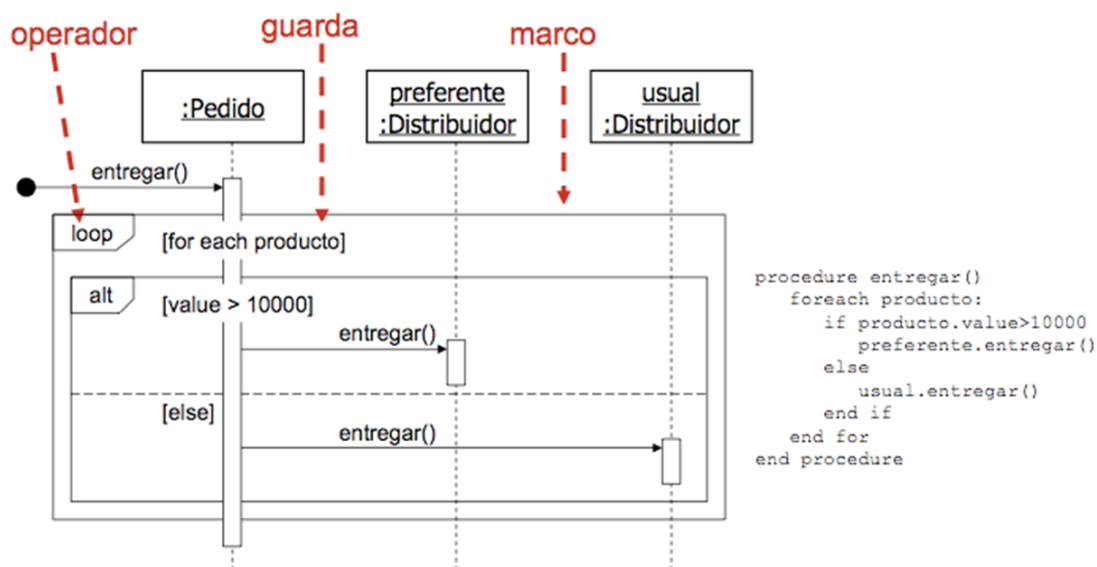 operador
guarda
marco
:Pedido
preferente
:Distribuidor
usual
:Distribuidor
entregar()
loop
[for each producto]
alt
[value > 10000]
entregar()
[else]
entregar()
procedure entregar()
foreach producto:
if producto.value>10000
preferente.entregar()
else
usual.entregar()
end if
end for
end procedure